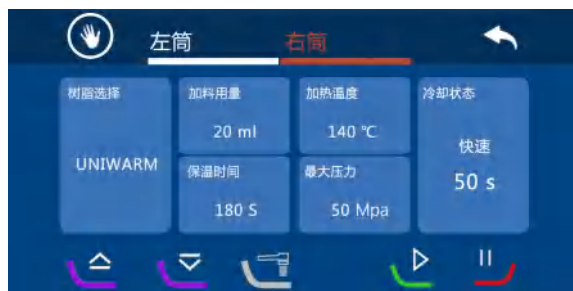 左筒 右筒
树脂选择 加料用量 加热温度 冷却状态
20 ml 140 ℃ 快速
UNIWARM 保温时间 最大压力 50 s
180 S 50 Mpa